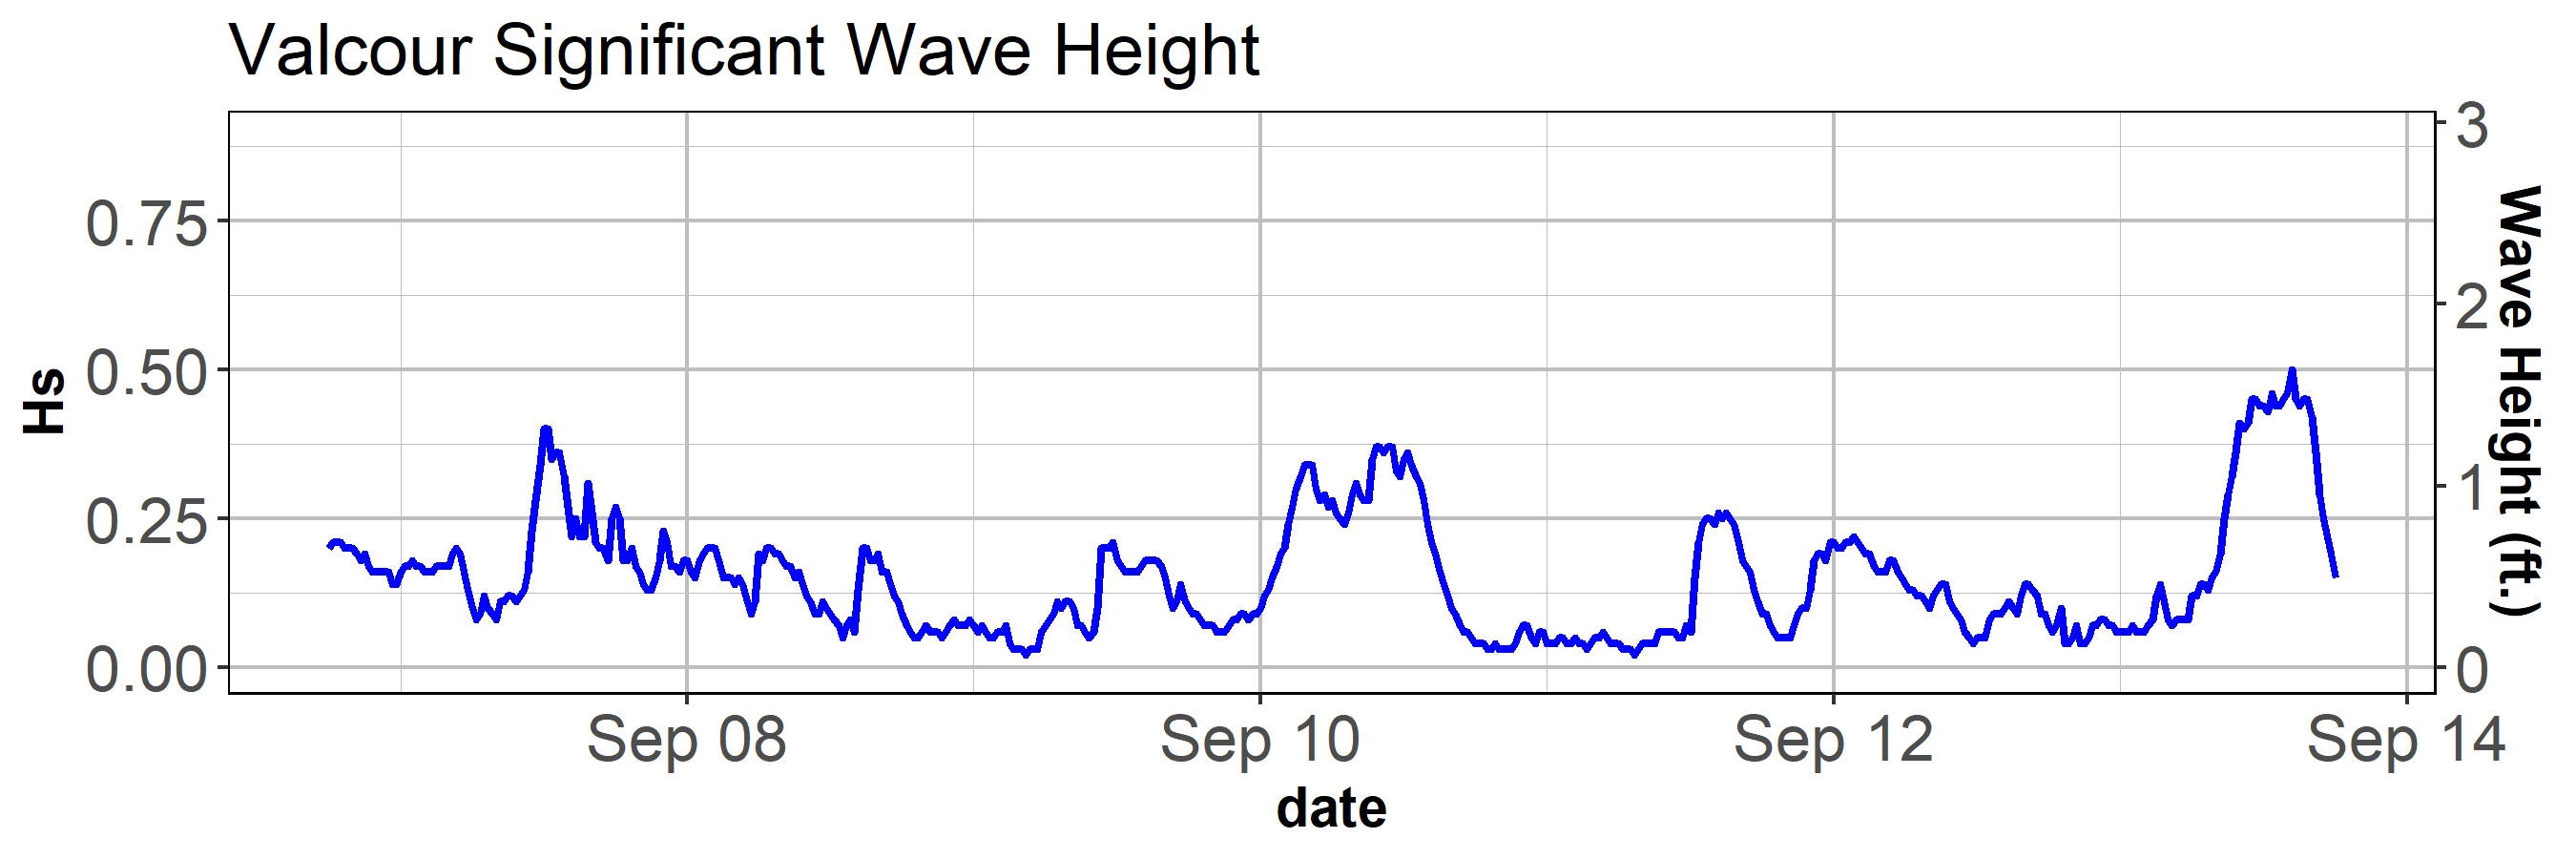 Valcour Significant Wave Height
Hs
0.75
0.50
0.25
0.00
3
2
1
0
Wave Height (ft.)
Sep 08
Sep 10
Sep 12
Sep 14
date